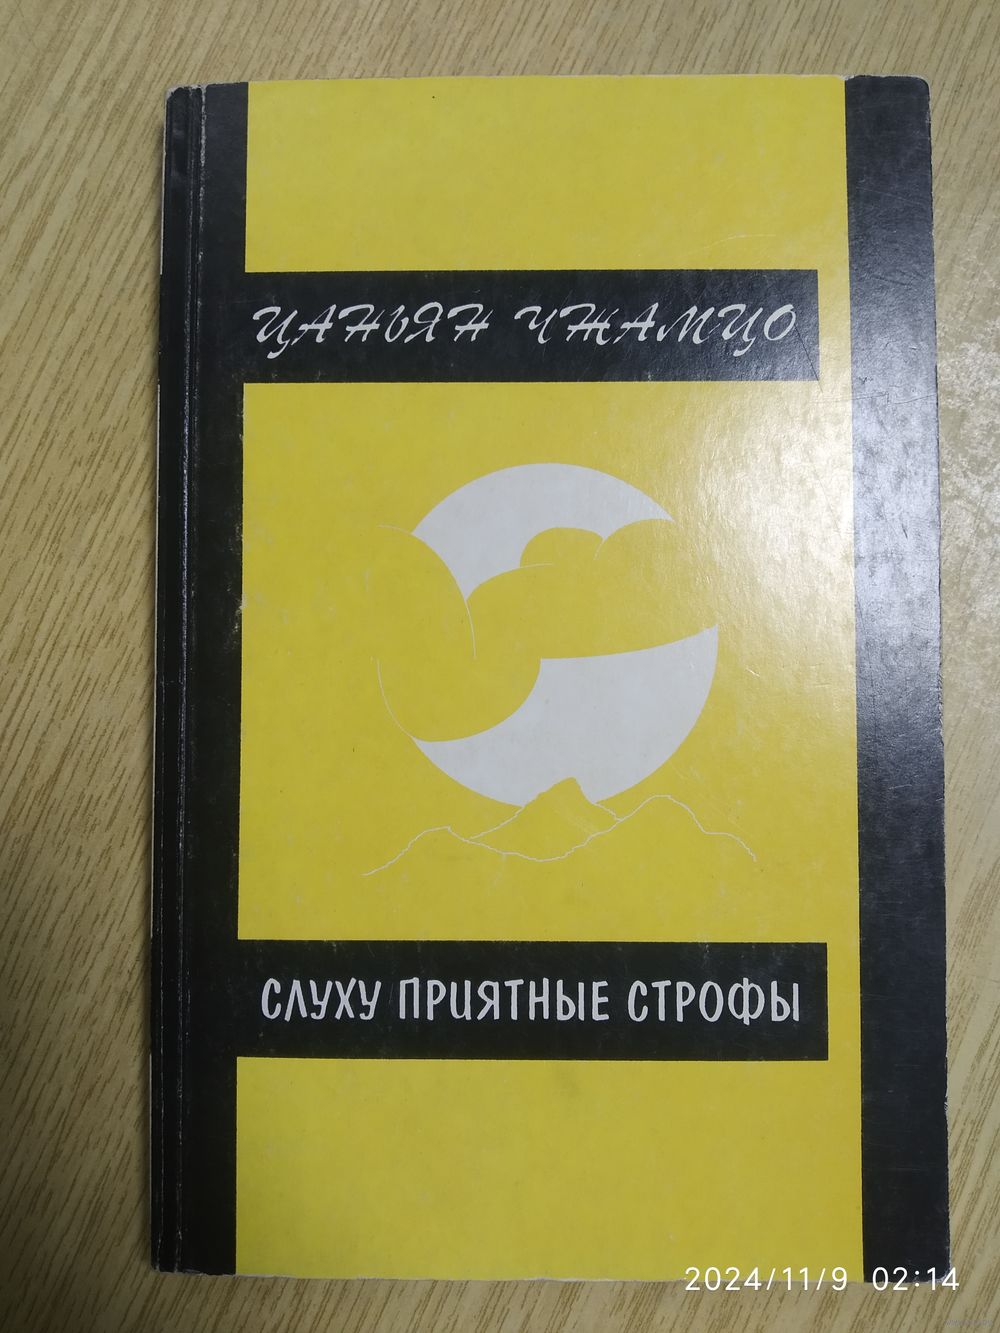 ЦАНЬЯН ЧЖАМЦО
СЛУХУ ПРИЯТНЫЕ СТРОФЫ
2024/11/9 02:14